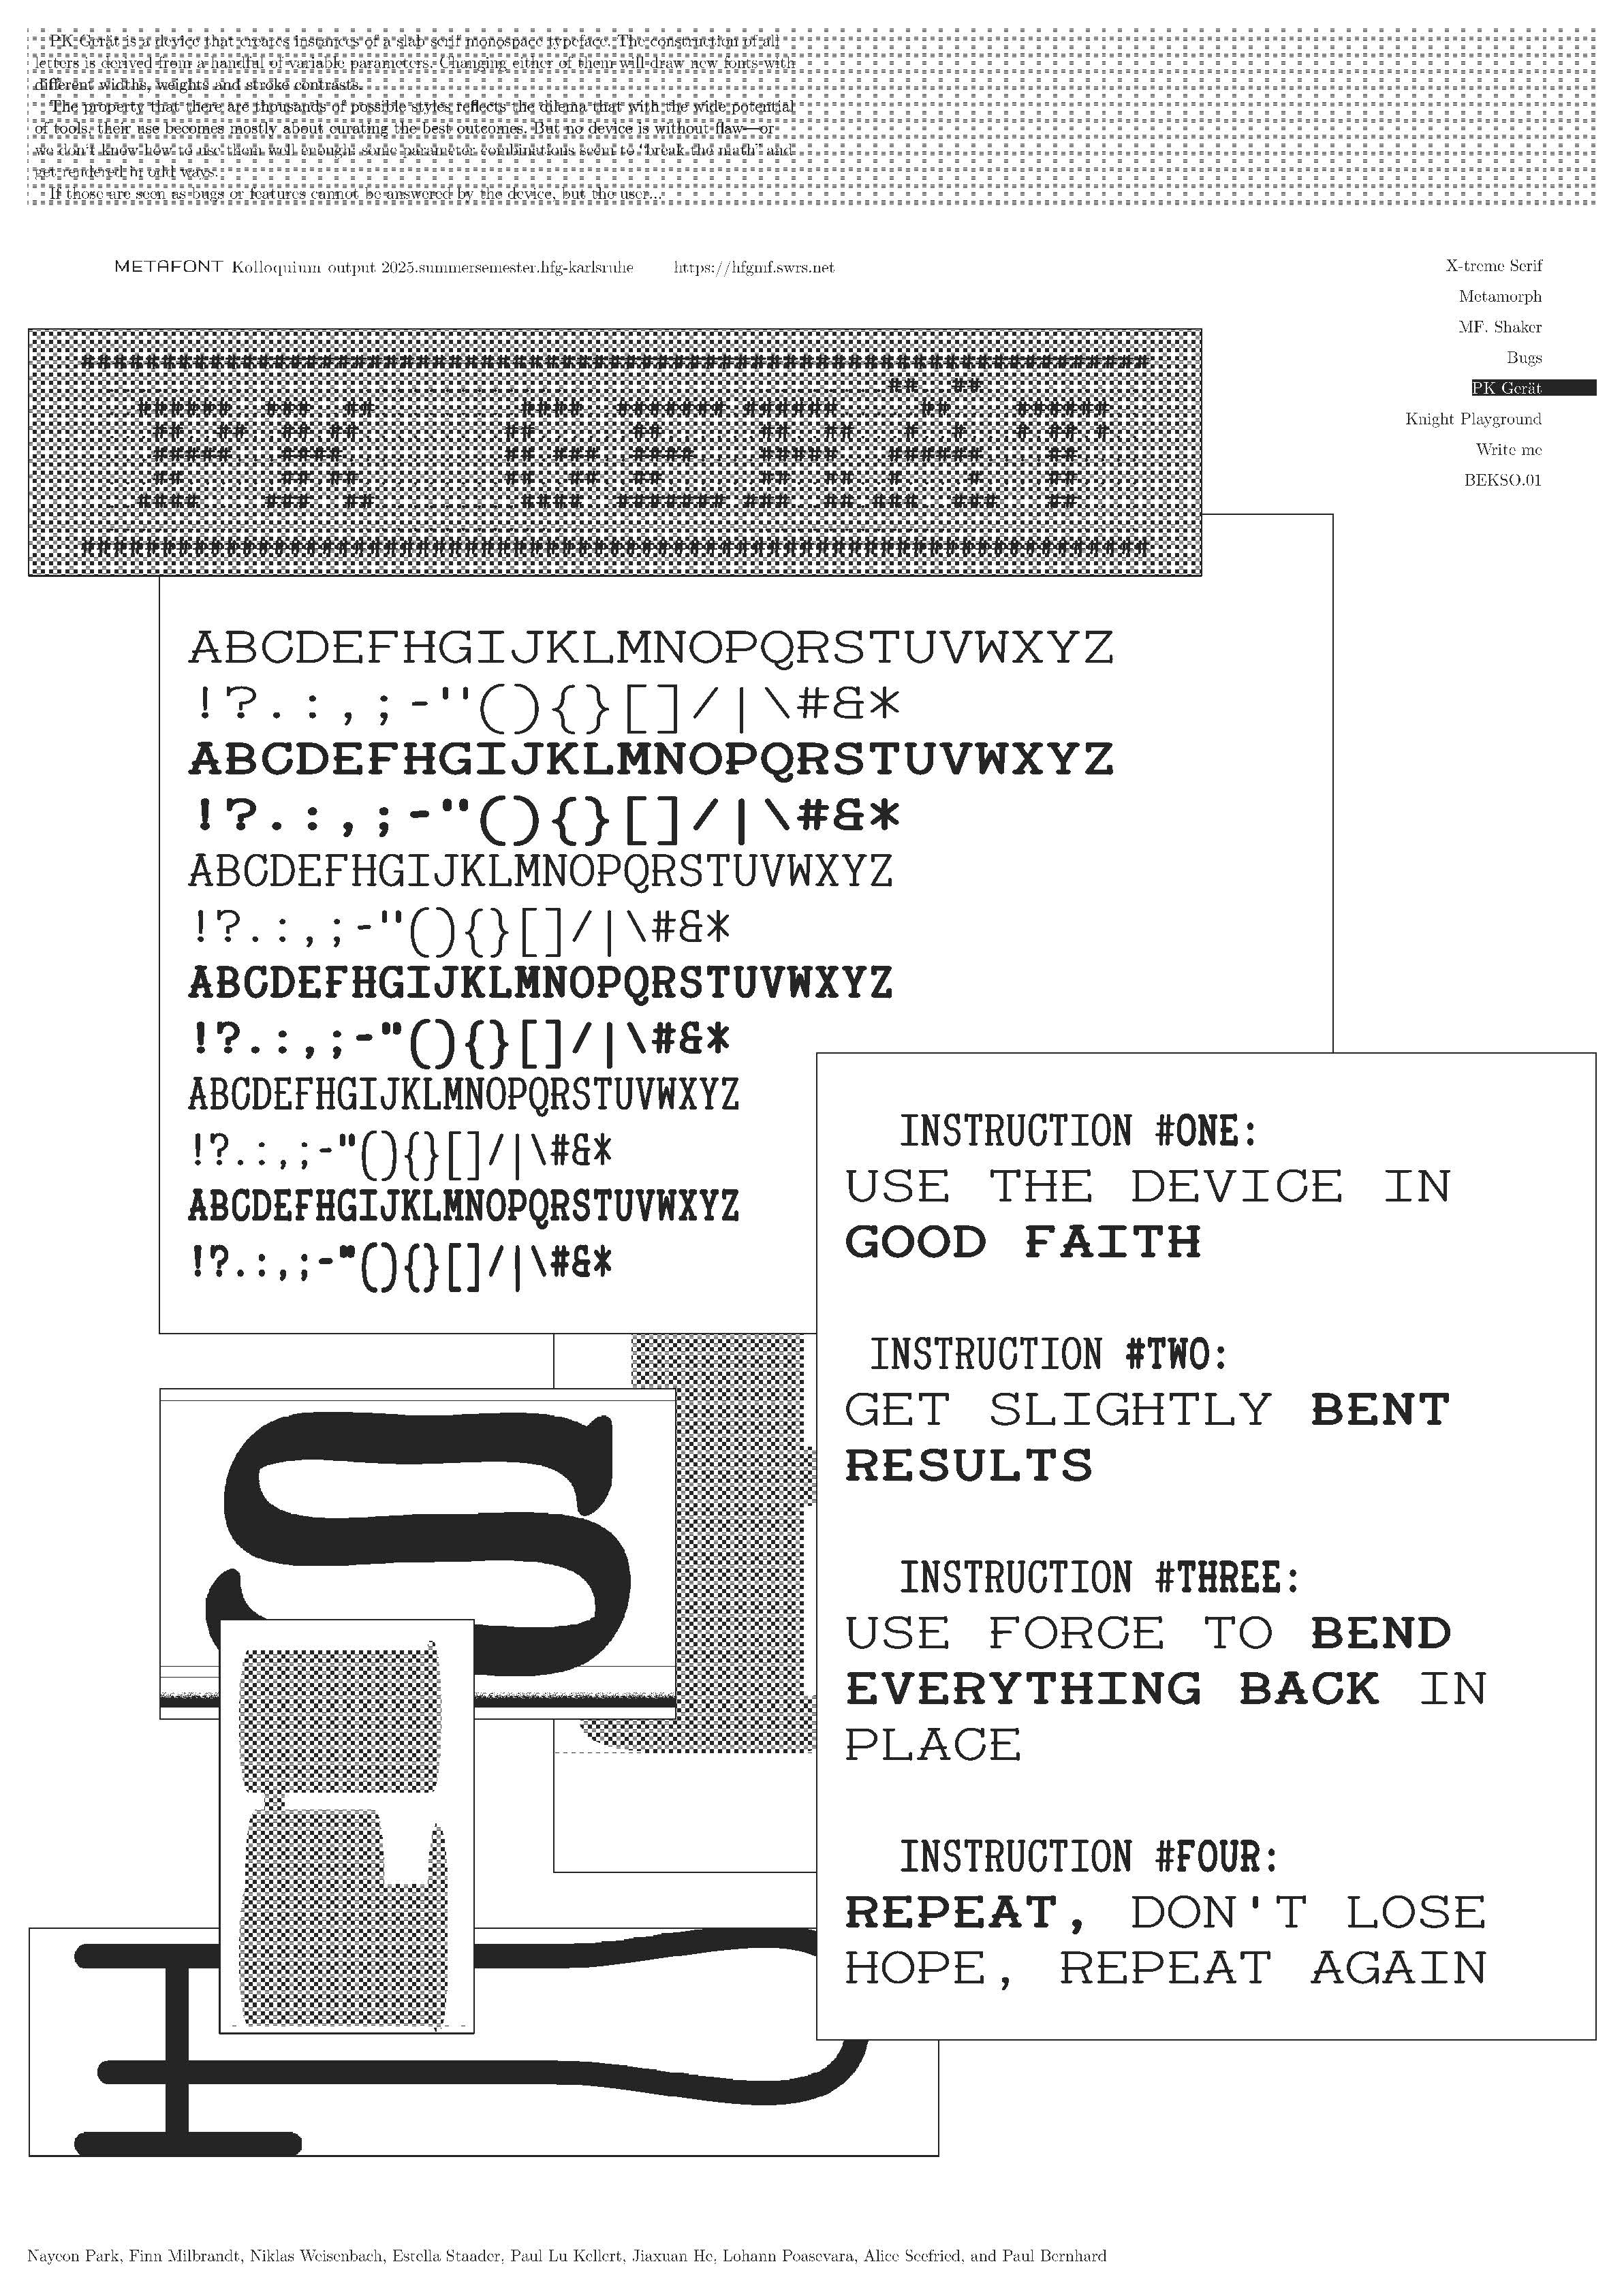 PK Gerät is a device that creates instances of a slab serif monospace typeface. The construction of all
letters is derived from a handful of variable parameters. Changing either of them will draw new fonts with
different widths, weights and stroke contrasts.
The property that there are thousands of possible styles reflects the dilema that with the wide potential
of tools, their use becomes mostly about curating the best outcomes. But no device is without flaw—or
we don't know how to use them well enough: some parameter combinations seem to "break the math" and
get rendered in odd ways.
If those are seen as bugs or features cannot be answered by the device, but the user...
METAFONT Kolloquium output 2025.summersemester.hfg-karlsruhe https://hfgmf.swrs.net
X-treme Serif
Metamorph
MF. Shaker
Bugs
PK Gerät
Knight Playground
Write me
BEKSO.01
PK GERÄT
ABCDEFHGIJKLMNOPQRSTUVWXYZ
!?.:,;-"(){}[]/|\#&*
ABCDEFHGIJKLMNOPQRSTUVWXYZ
!?.:,;-"(){}[]/|\#&*
ABCDEFHGIJKLMNOPQRSTUVWXYZ
!?.:,;-"(){}[]/|\#&*
ABCDEFHGIJKLMNOPQRSTUVWXYZ
!?.:,;-"(){}[]/|\#&*
ABCDEFHGIJKLMNOPQRSTUVWXYZ
!?.:,;-"(){}[]/|\#&*
ABCDEFHGIJKLMNOPQRSTUVWXYZ
!?.:,;-"(){}[]/|\#&*
INSTRUCTION #ONE:
USE THE DEVICE IN
GOOD FAITH
INSTRUCTION #TWO:
GET SLIGHTLY BENT
RESULTS
INSTRUCTION #THREE:
USE FORCE TO BEND
EVERYTHING BACK IN
PLACE
INSTRUCTION #FOUR:
REPEAT, DON'T LOSE
HOPE, REPEAT AGAIN
S
Nayeon Park, Finn Milbrandt, Niklas Weisenbach, Estella Staader, Paul Lu Kellert, Jiaxuan He, Lohann Poasevara, Alice Seefried, and Paul Bernhard